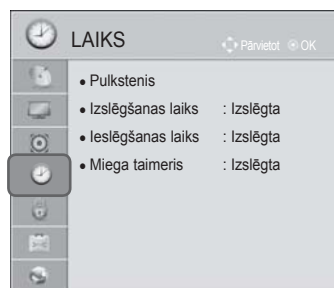 LAIKS
Pārvietot OK
• Pulkstenis
• Izslēgšanas laiks : Izslēgta
• Ieslēgšanas laiks : Izslēgta
• Miega taimeris : Izslēgta